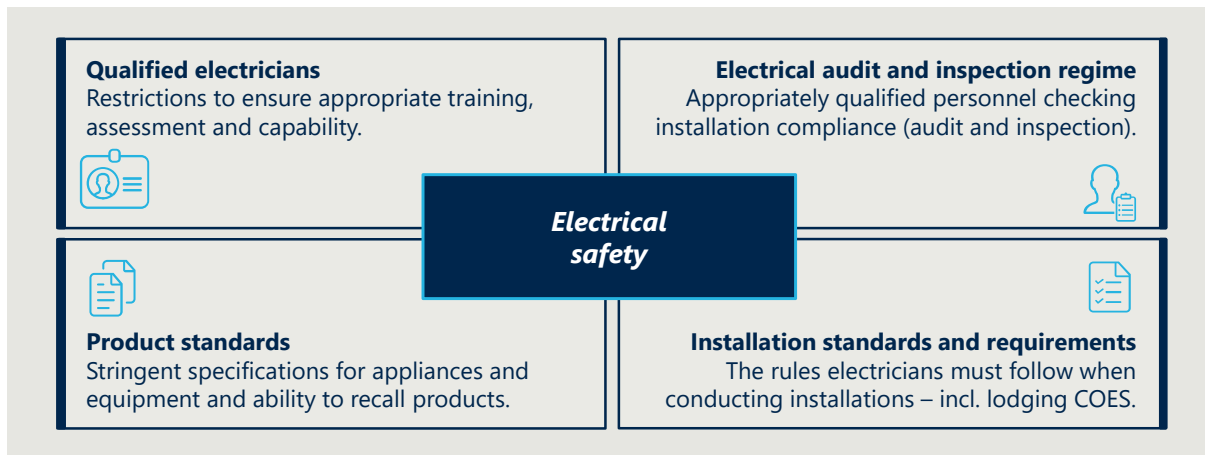 Qualified electricians
Restrictions to ensure appropriate training,
assessment and capability.
Electrical audit and inspection regime
Appropriately qualified personnel checking
installation compliance (audit and inspection).
Electrical
safety
Product standards
Stringent specifications for appliances and
equipment and ability to recall products.
Installation standards and requirements
The rules electricians must follow when
conducting installations – incl. lodging COES.